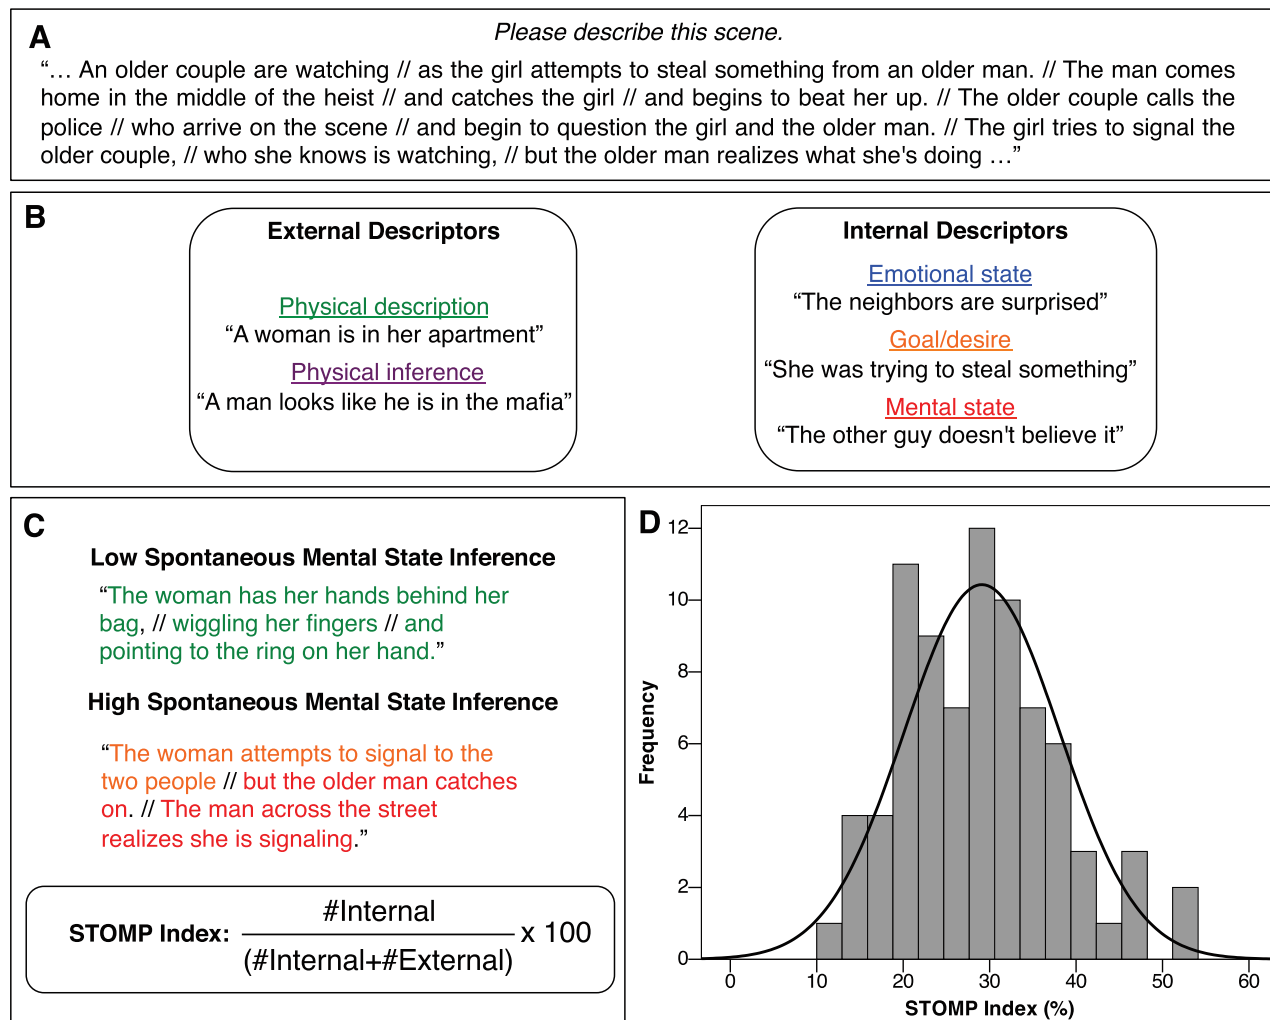 A
Please describe this scene.
“… An older couple are watching // as the girl attempts to steal something from an older man. // The man comes
home in the middle of the heist // and catches the girl // and begins to beat her up. // The older couple calls the
police // who arrive on the scene // and begin to question the girl and the older man. // The girl tries to signal the
older couple, // who she knows is watching, // but the older man realizes what she's doing …”
B
External Descriptors
Physical description
“A woman is in her apartment”
Physical inference
“A man looks like he is in the mafia”
Internal Descriptors
Emotional state
“The neighbors are surprised”
Goal/desire
“She was trying to steal something”
Mental state
“The other guy doesn't believe it”
C
Low Spontaneous Mental State Inference
“The woman has her hands behind her
bag, // wiggling her fingers // and
pointing to the ring on her hand.”
High Spontaneous Mental State Inference
“The woman attempts to signal to the
two people // but the older man catches
on. // The man across the street
realizes she is signaling.”
STOMP Index:
#Internal
(#Internal+#External)
x 100
D
Frequency
12
10
8
6
4
2
0
0 10 20 30 40 50 60
STOMP Index (%)